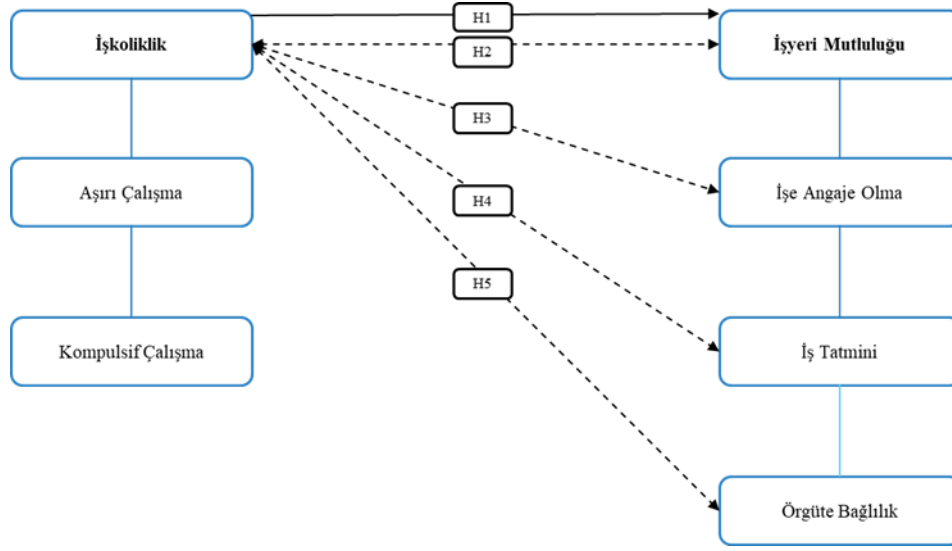 İşkoliklik
H1
İşyeri Mutluluğu
H2
H3
Aşırı Çalışma
İşe Angaje Olma
H4
H5
Kompulsif Çalışma
İş Tatmini
Örgüte Bağlılık